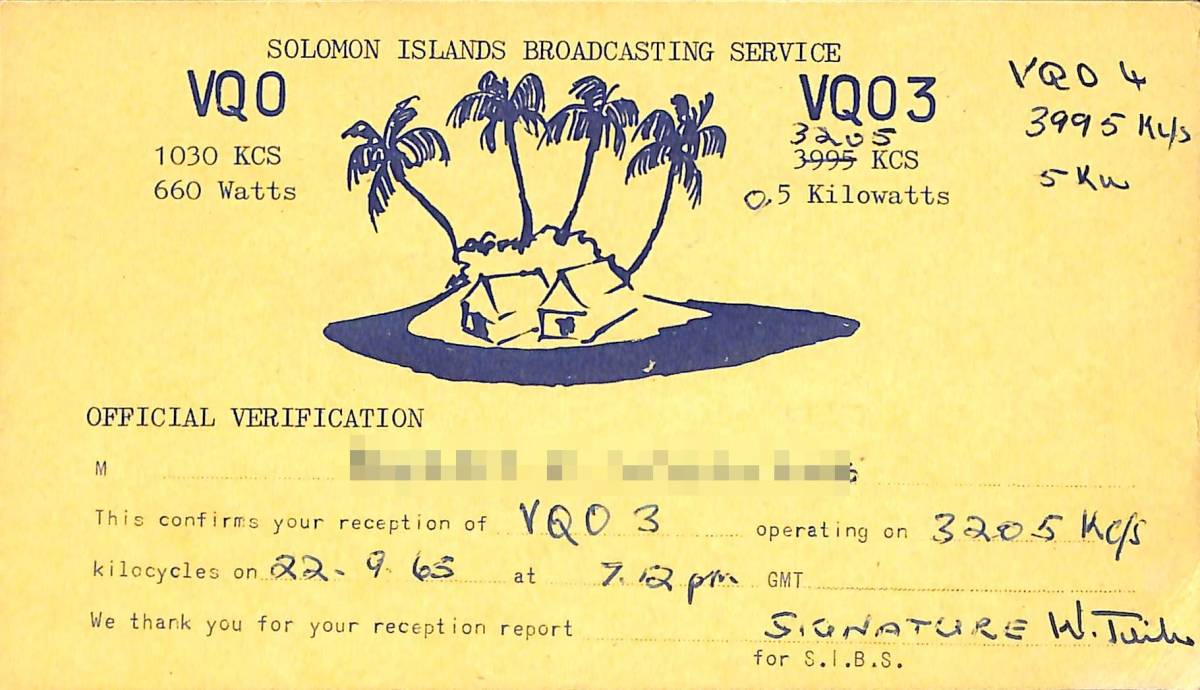 SOLOMON ISLANDS BROADCASTING SERVICE
VQO
1030 KCS
660 Watts
VQO3
3205
3995 KCS
0.5 Kilowatts
VQO 4
3995 Kc/s
5 Kw
OFFICIAL VERIFICATION
M
This confirms your reception of VQO 3 operating on 3205 Kc/s
kilocycles on 22-9-65 at 7.12 pm GMT
We thank you for your reception report SIGNATURE W.
for S.I.B.S.